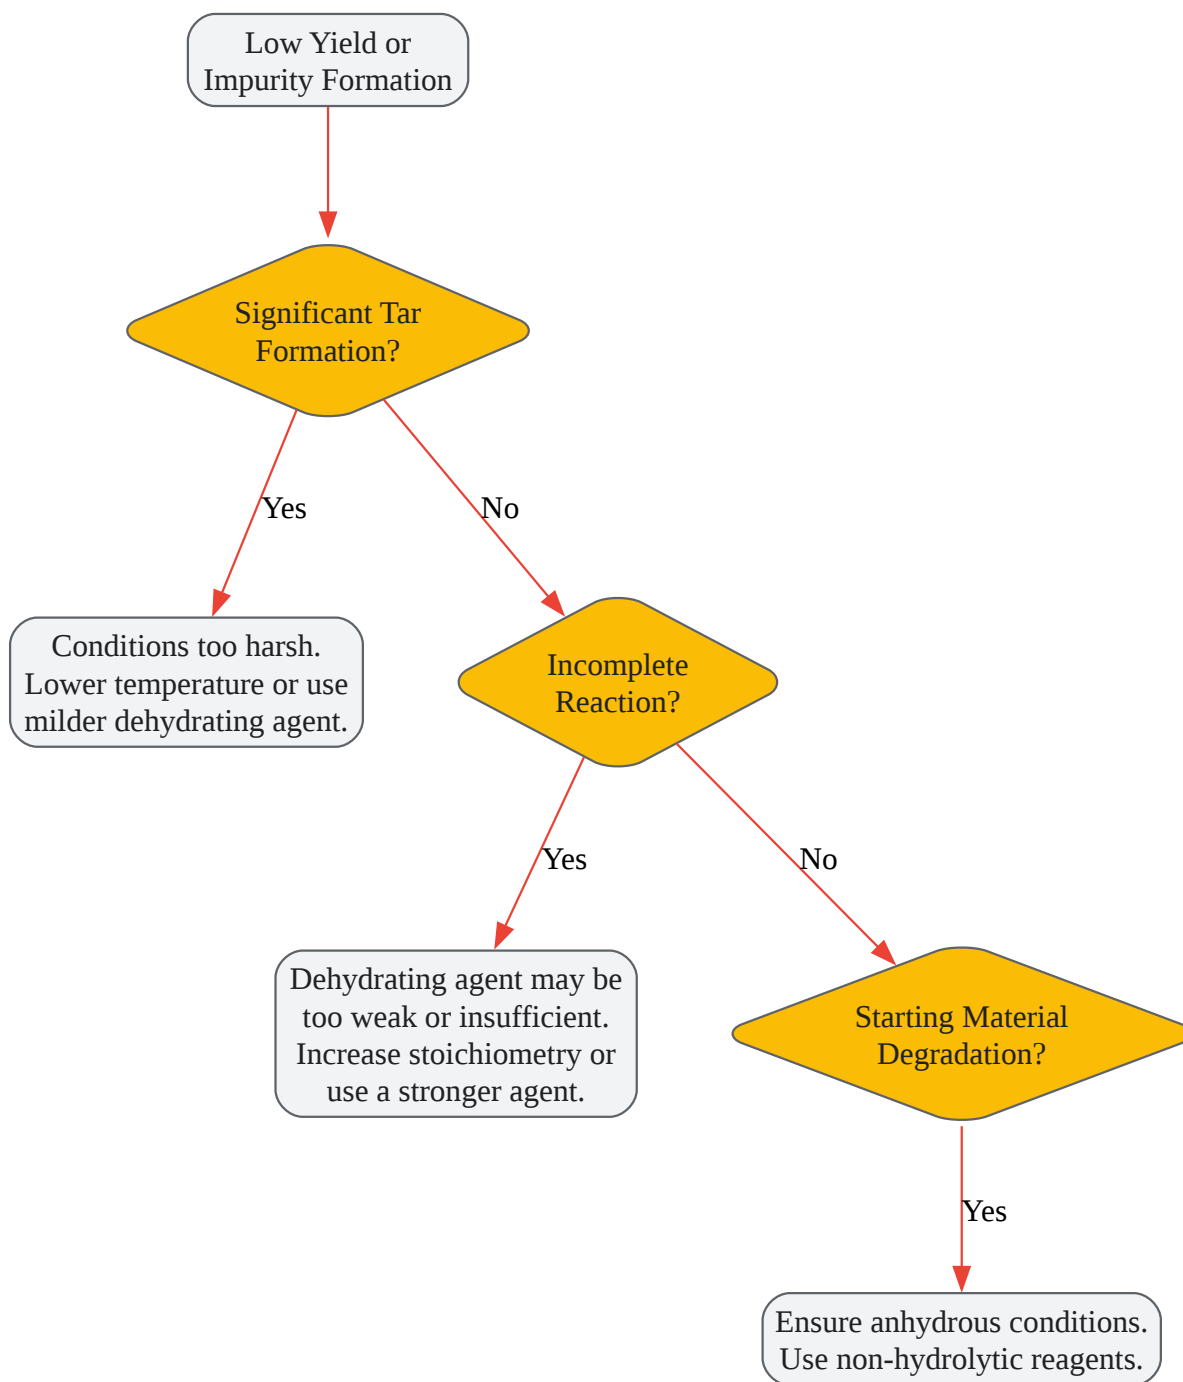 Low Yield or
Impurity Formation
Significant Tar
Formation?
Yes
No
Conditions too harsh.
Lower temperature or use
milder dehydrating agent.
Incomplete
Reaction?
Yes
No
Dehydrating agent may be
too weak or insufficient.
Increase stoichiometry or
use a stronger agent.
Starting Material
Degradation?
Yes
Ensure anhydrous conditions.
Use non-hydrolytic reagents.